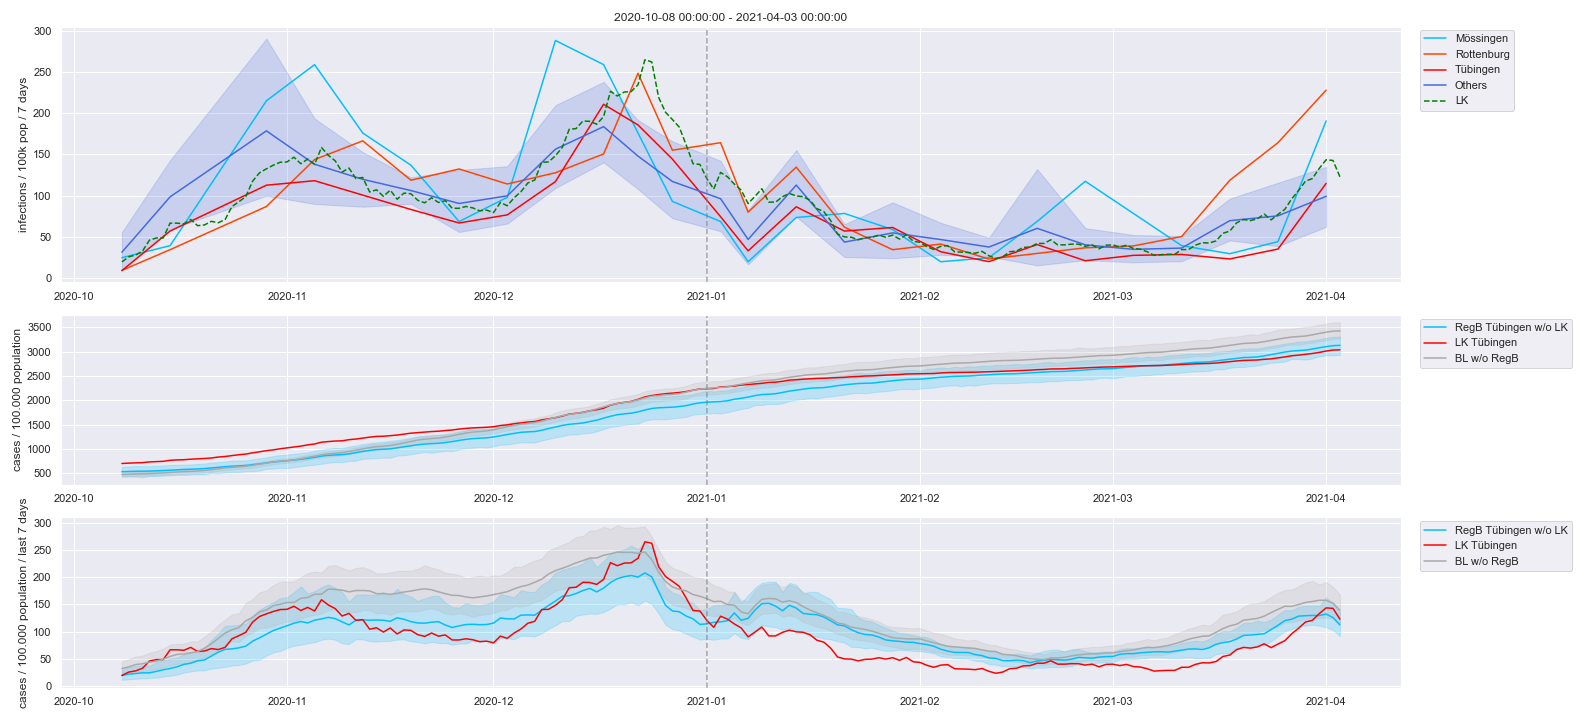 2020-10-08 00:00:00 - 2021-04-03 00:00:00
infections / 100k pop / 7 days
300
250
200
150
100
50
0
2020-10
2020-11
2020-12
2021-01
2021-02
2021-03
2021-04
Mössingen
Rottenburg
Tübingen
Others
LK
cases / 100.000 population
3500
3000
2500
2000
1500
1000
500
2020-10
2020-11
2020-12
2021-01
2021-02
2021-03
2021-04
RegB Tübingen w/o LK
LK Tübingen
BL w/o RegB
cases / 100.000 population / last 7 days
300
250
200
150
100
50
0
2020-10
2020-11
2020-12
2021-01
2021-02
2021-03
2021-04
RegB Tübingen w/o LK
LK Tübingen
BL w/o RegB